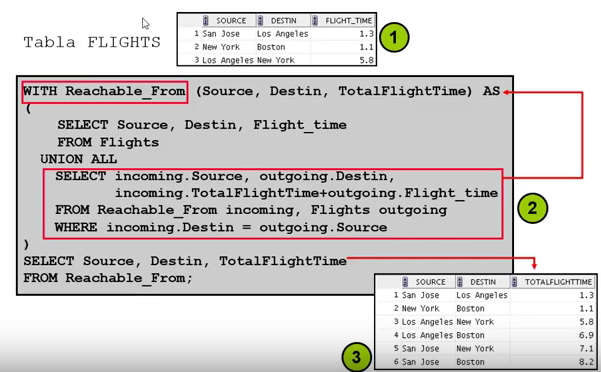 Tabla FLIGHTS
SOURCE DESTIN FLIGHT_TIME
1 San Jose Los Angeles 1.3
2 New York Boston 1.1
3 Los Angeles New York 5.8
1
WITH Reachable_From (Source, Destin, TotalFlightTime) AS
(
SELECT Source, Destin, Flight_time
FROM Flights
UNION ALL
SELECT incoming.Source, outgoing.Destin,
incoming.TotalFlightTime+outgoing.Flight_time
FROM Reachable_From incoming, Flights outgoing
WHERE incoming.Destin = outgoing.Source
2
)
SELECT Source, Destin, TotalFlightTime
FROM Reachable_From;
SOURCE DESTIN TOTALFLIGHTTIME
1 San Jose Los Angeles 1.3
2 New York Boston 1.1
3 Los Angeles New York 5.8
4 Los Angeles Boston 6.9
5 San Jose New York 7.1
6 San Jose Boston 8.2
3